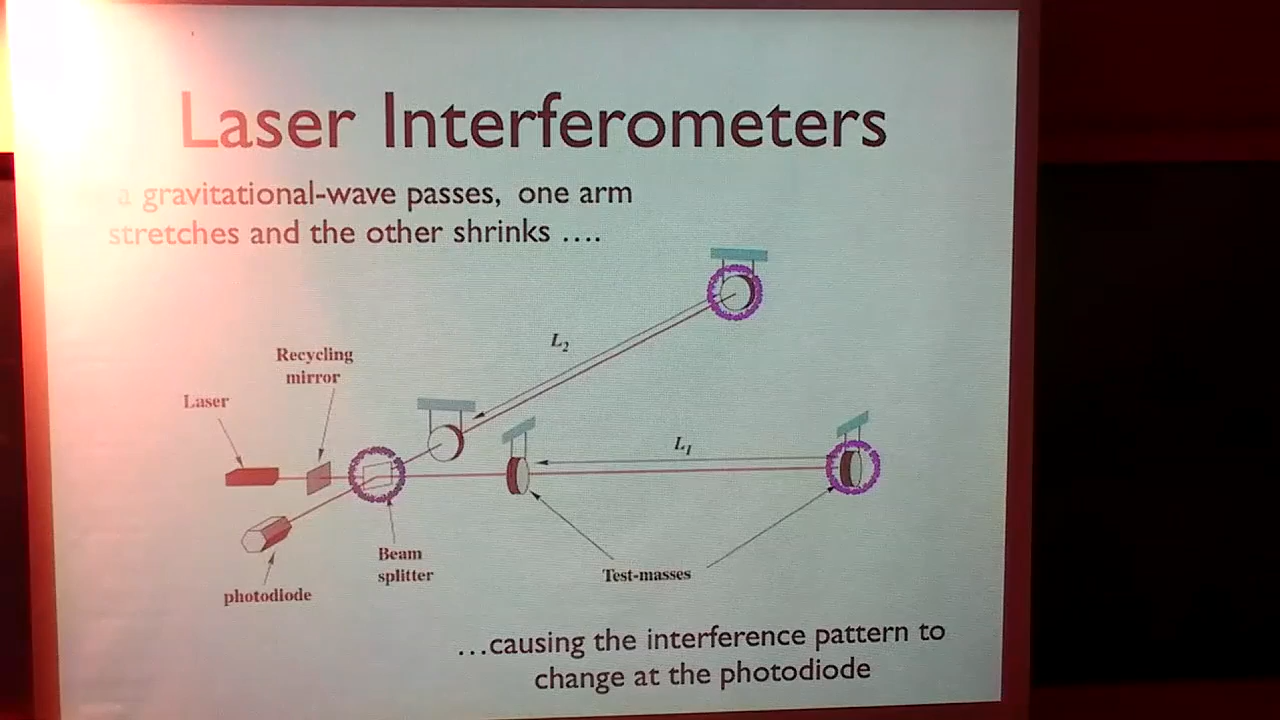 Laser Interferometers
a gravitational-wave passes, one arm
stretches and the other shrinks ....
L2
Recycling
mirror
Laser
L1
Beam
splitter
Test-masses
photodiode
...causing the interference pattern to
change at the photodiode